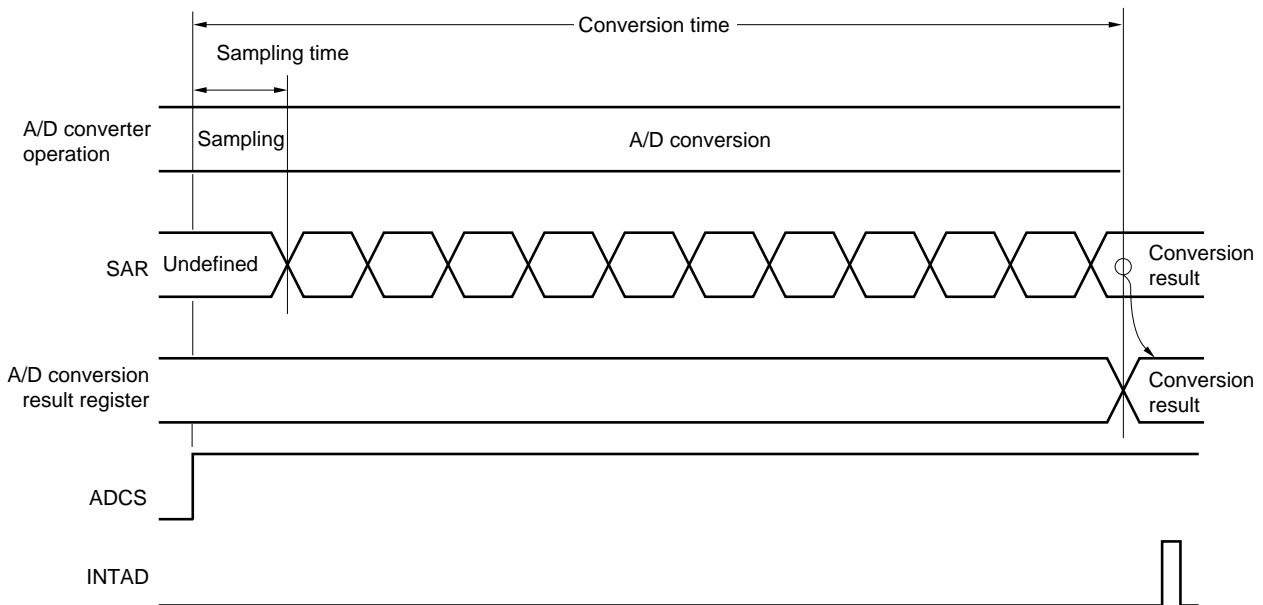 Conversion time
Sampling time
A/D converter
operation
Sampling
A/D conversion
SAR
Undefined
Conversion
result
A/D conversion
result register
Conversion
result
ADCS
INTAD